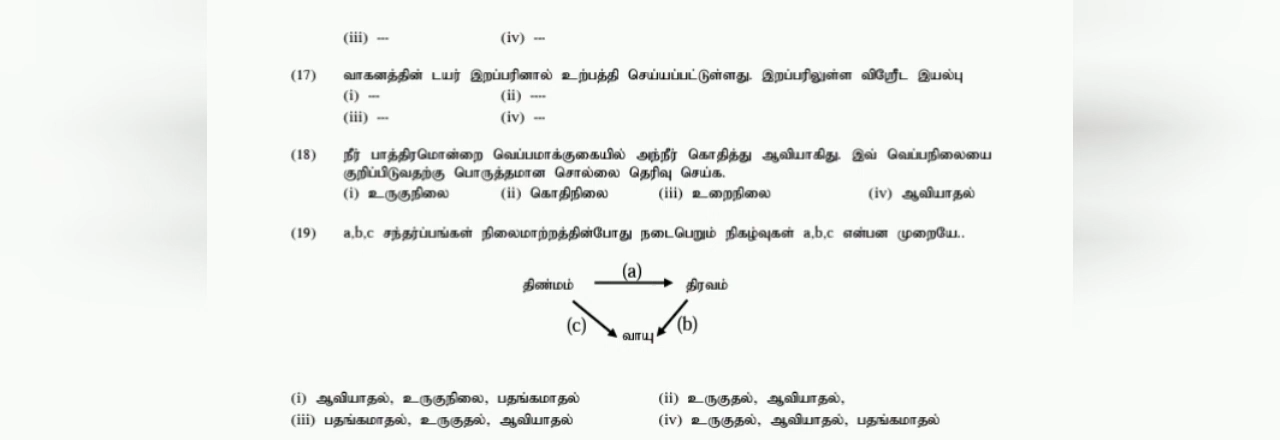 (iii) --- (iv) ---
(17) வாகனத்தின் டயர் இறப்பரினால் உற்பத்தி செய்யப்பட்டுள்ளது. இறப்பரிலுள்ள விசேட இயல்பு
(i) --- (ii) ----
(iii) --- (iv) ---
(18) நீர் பாத்திரமொன்றை வெப்பமாக்குகையில் அந்நீர் கொதித்து ஆவியாகிது. இவ் வெப்பநிலையை
குறிப்பிடுவதற்கு பொருத்தமான சொல்லை தெரிவு செய்க.
(i) உருகுநிலை (ii) கொதிநிலை (iii) உறைநிலை (iv) ஆவியாதல்
(19) a,b,c சந்தர்ப்பங்கள் நிலைமாற்றத்தின்போது நடைபெறும் நிகழ்வுகள் a,b,c என்பன முறையே..
(a)
திண்மம் திரவம்
(c) (b)
வாயு
(i) ஆவியாதல், உருகுநிலை, பதங்கமாதல் (ii) உருகுதல், ஆவியாதல்,
(iii) பதங்கமாதல், உருகுதல், ஆவியாதல் (iv) உருகுதல், ஆவியாதல், பதங்கமாதல்